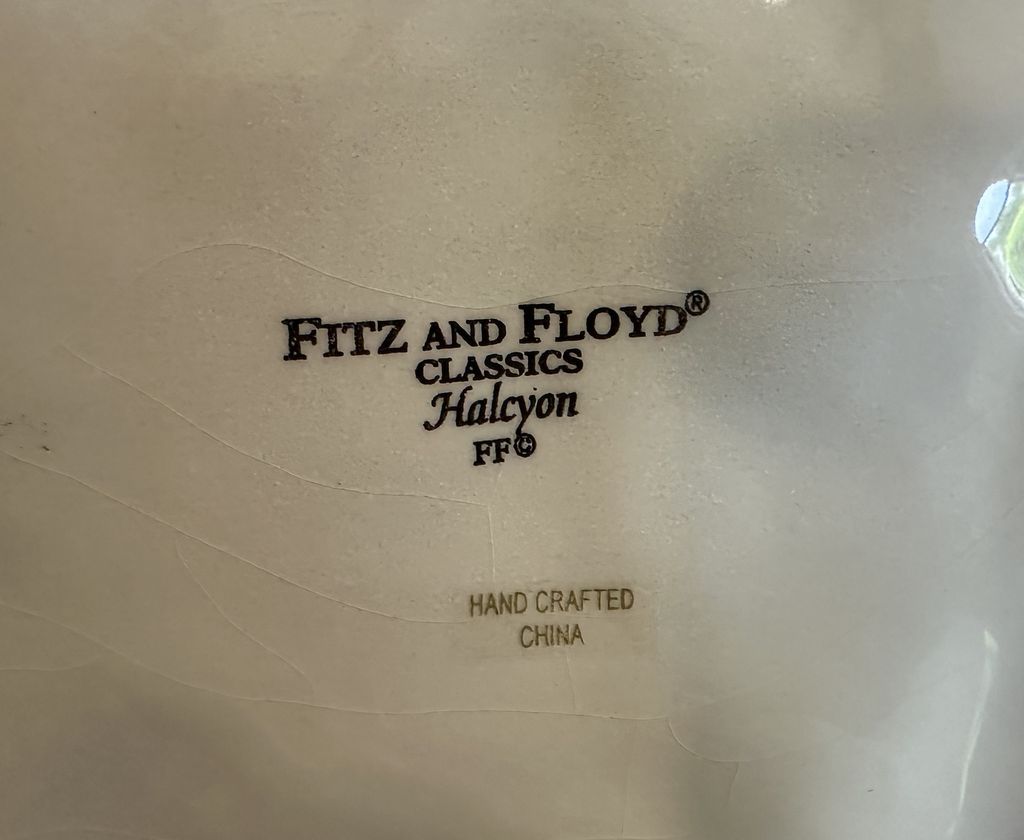 FITZ AND FLOYD®
CLASSICS
Halcyon
FF©
HAND CRAFTED
CHINA